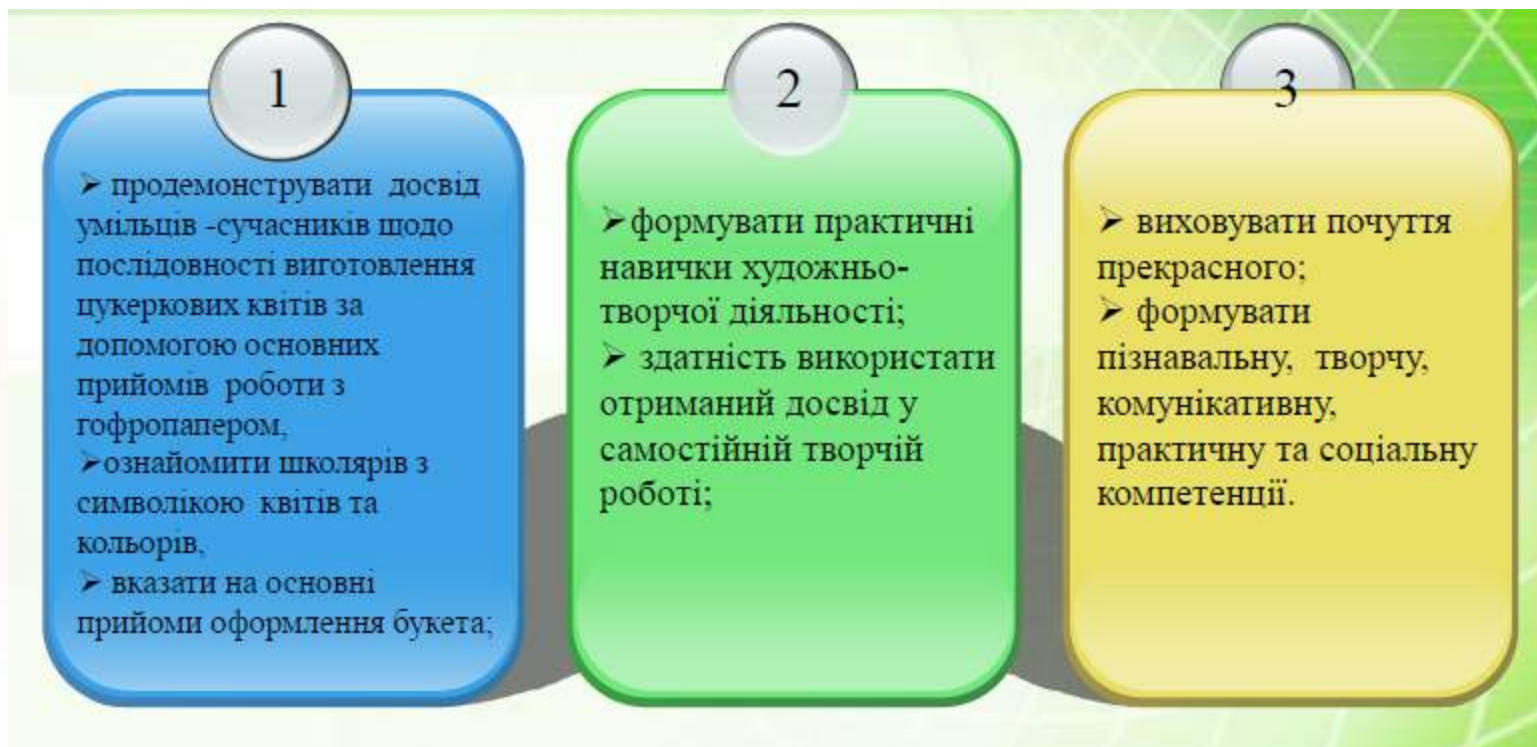 1
➢ продемонструвати досвід
умільців -сучасників щодо
послідовності виготовлення
цукеркових квітів за
допомогою основних
прийомів роботи з
гофропапером,
➢ознайомити школярів з
символікою квітів та
кольорів,
➢ вказати на основні
прийоми оформлення букета;
2
➢формувати практичні
навички художньо-
творчої діяльності;
➢ здатність використати
отриманий досвід у
самостійній творчій
роботі;
3
➢ виховувати почуття
прекрасного;
➢ формувати
пізнавальну, творчу,
комунікативну,
практичну та соціальну
компетенції.